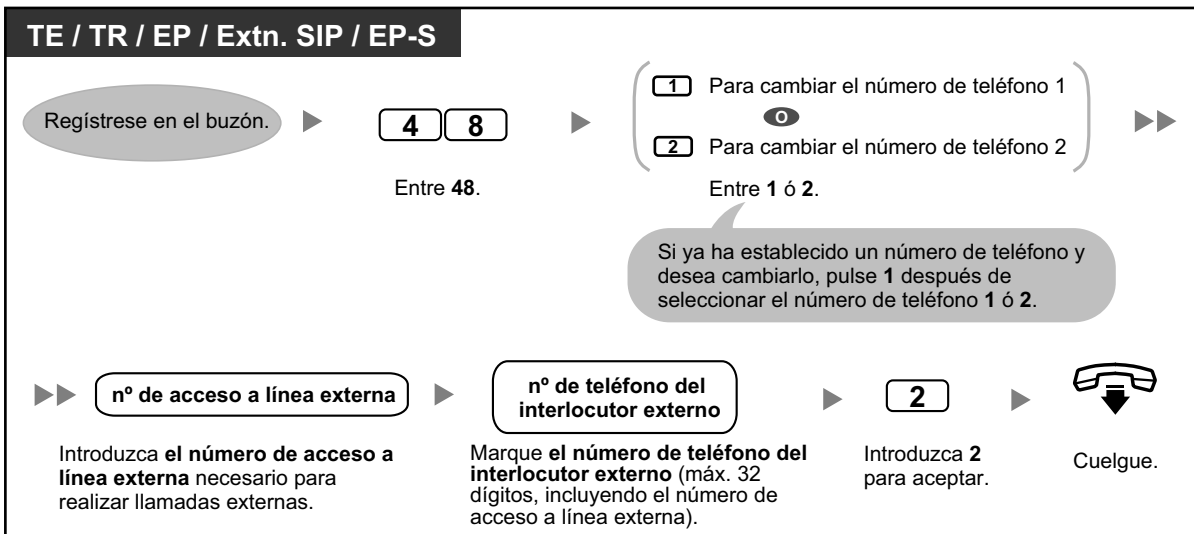 TE / TR / EP / Extn. SIP / EP-S
Regístrese en el buzón.
4 8
Entre 48.
1 Para cambiar el número de teléfono 1
O
2 Para cambiar el número de teléfono 2
Entre 1 ó 2.
Si ya ha establecido un número de teléfono y
desea cambiarlo, pulse 1 después de
seleccionar el número de teléfono 1 ó 2.
nº de acceso a línea externa
Introduzca el número de acceso a
línea externa necesario para
realizar llamadas externas.
nº de teléfono del
interlocutor externo
Marque el número de teléfono del
interlocutor externo (máx. 32
dígitos, incluyendo el número de
acceso a línea externa).
2
Introduzca 2
para aceptar.
Cuelgue.